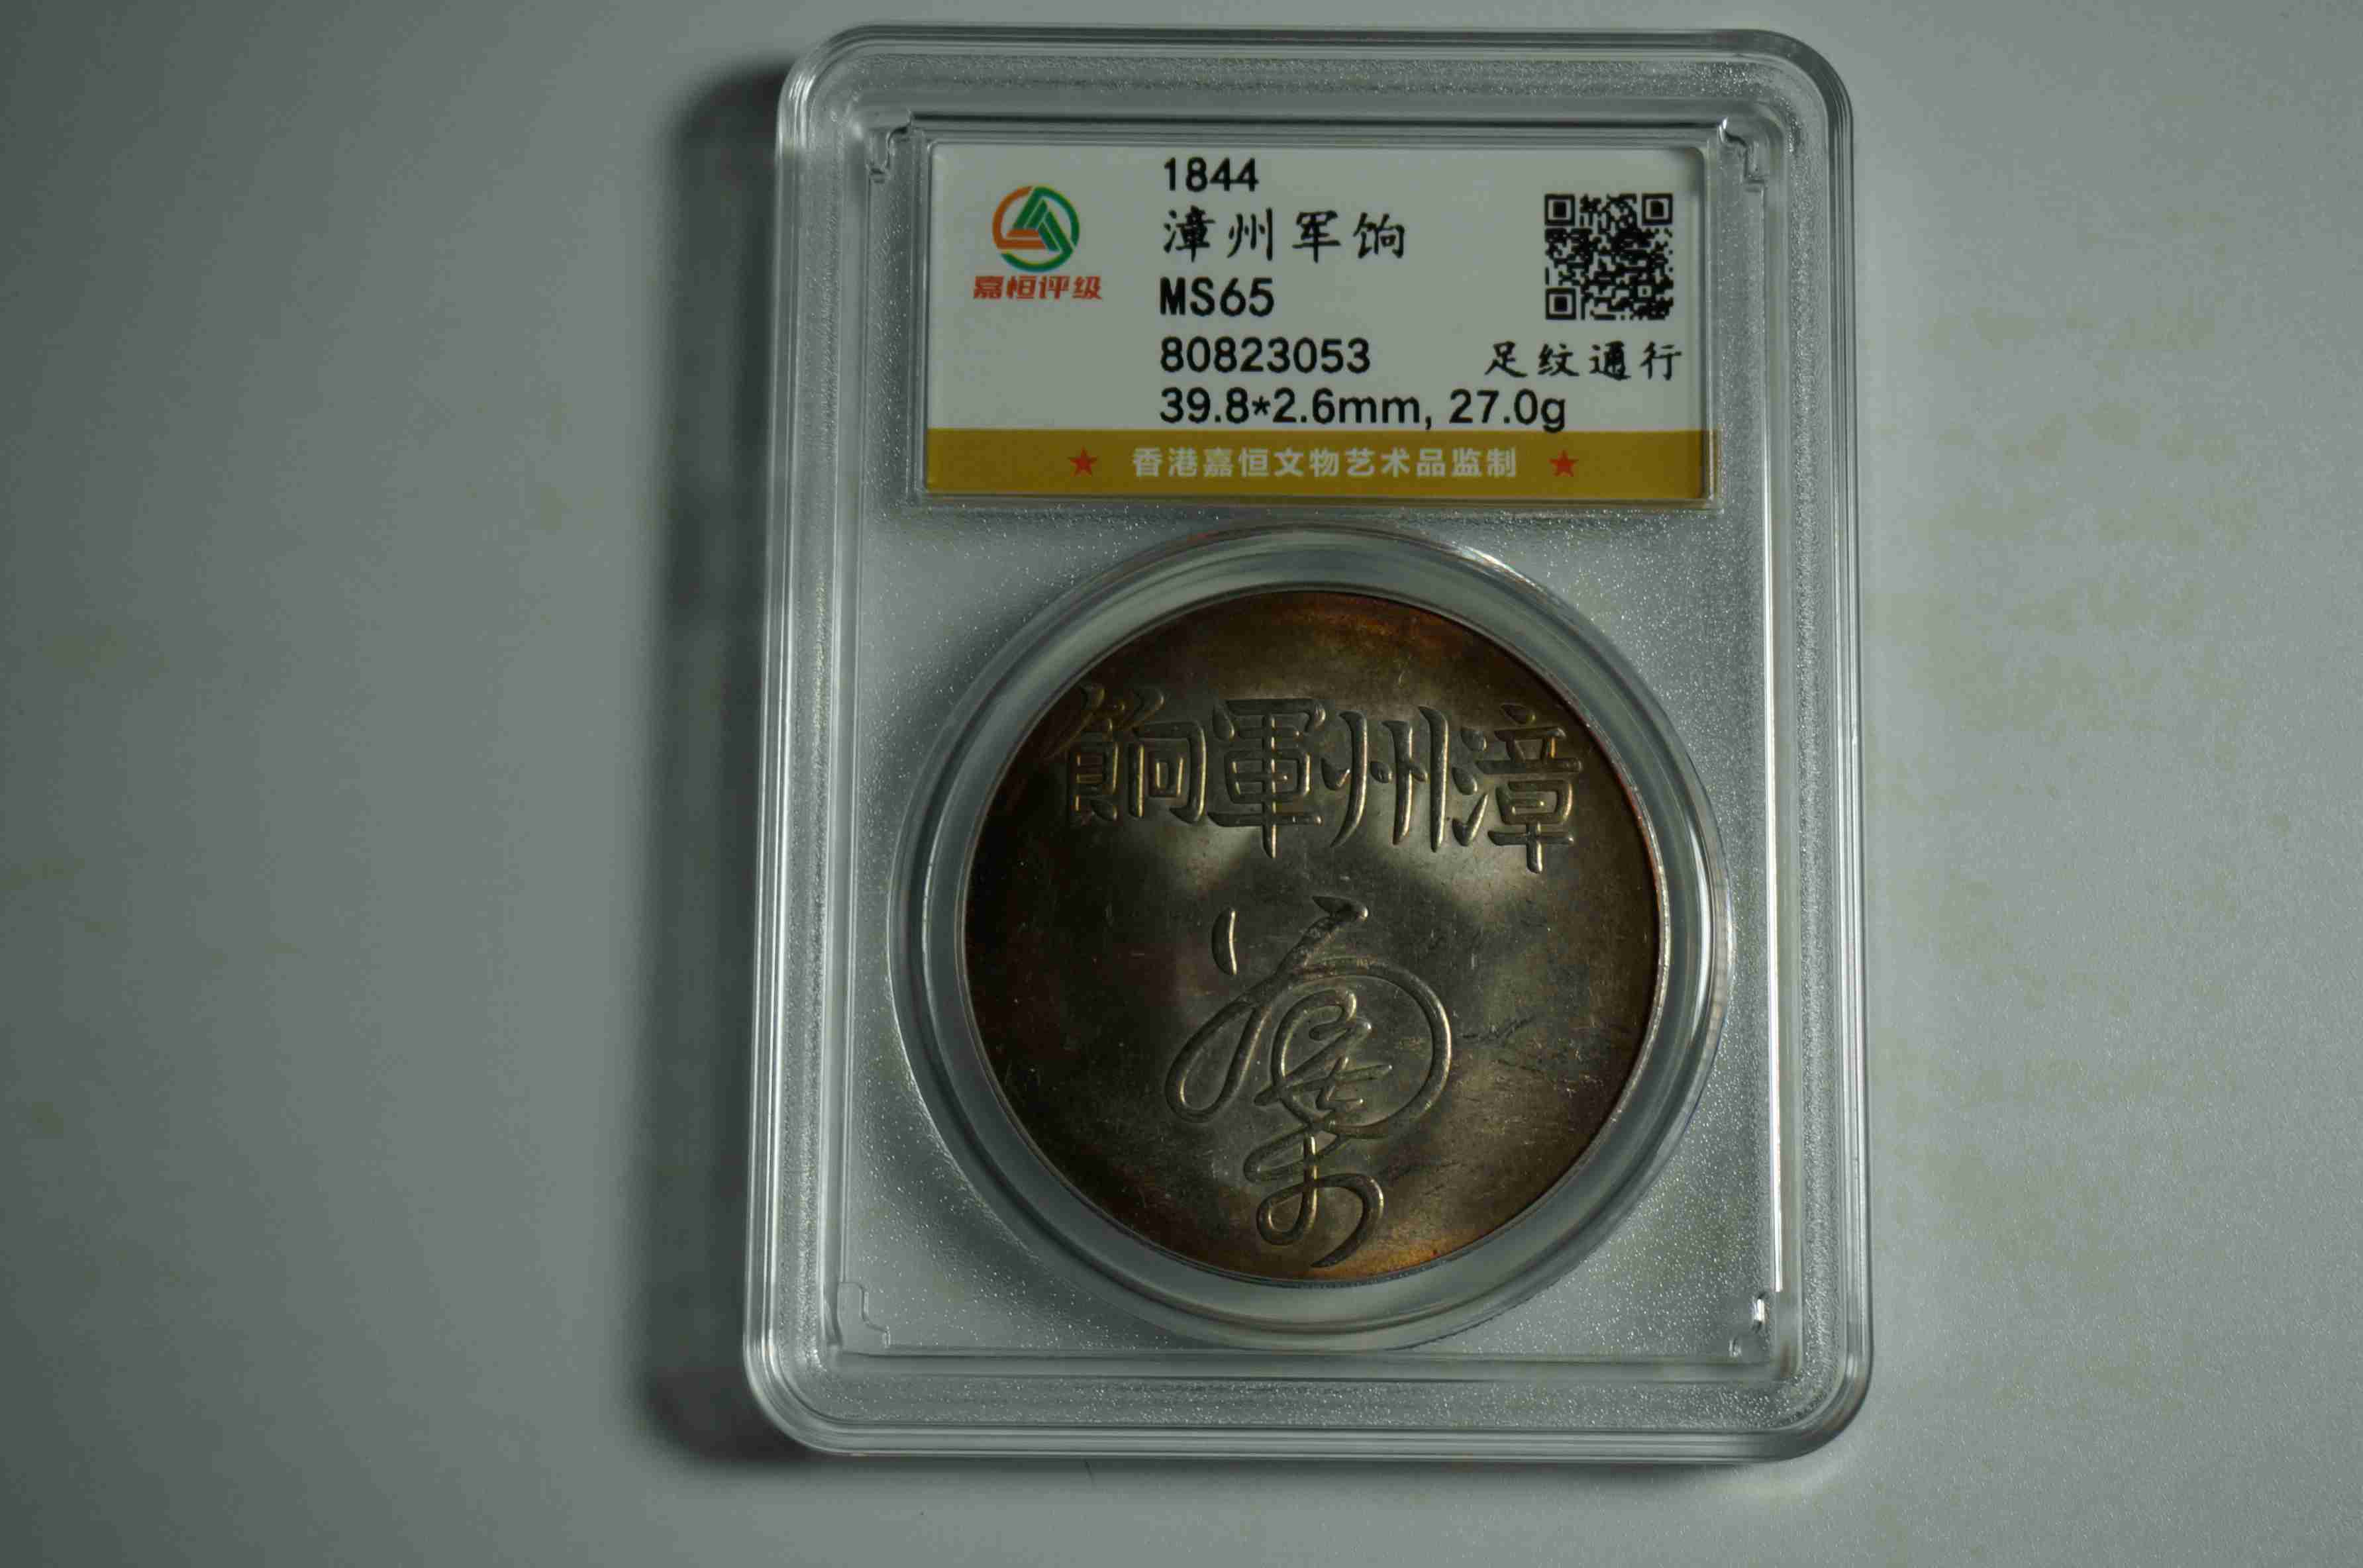 1844
漳州军饷
MS65
80823053 足纹通行
39.8*2.6mm, 27.0g
嘉恒评级
★ 香港嘉恒文物艺术品监制 ★
餉軍州漳